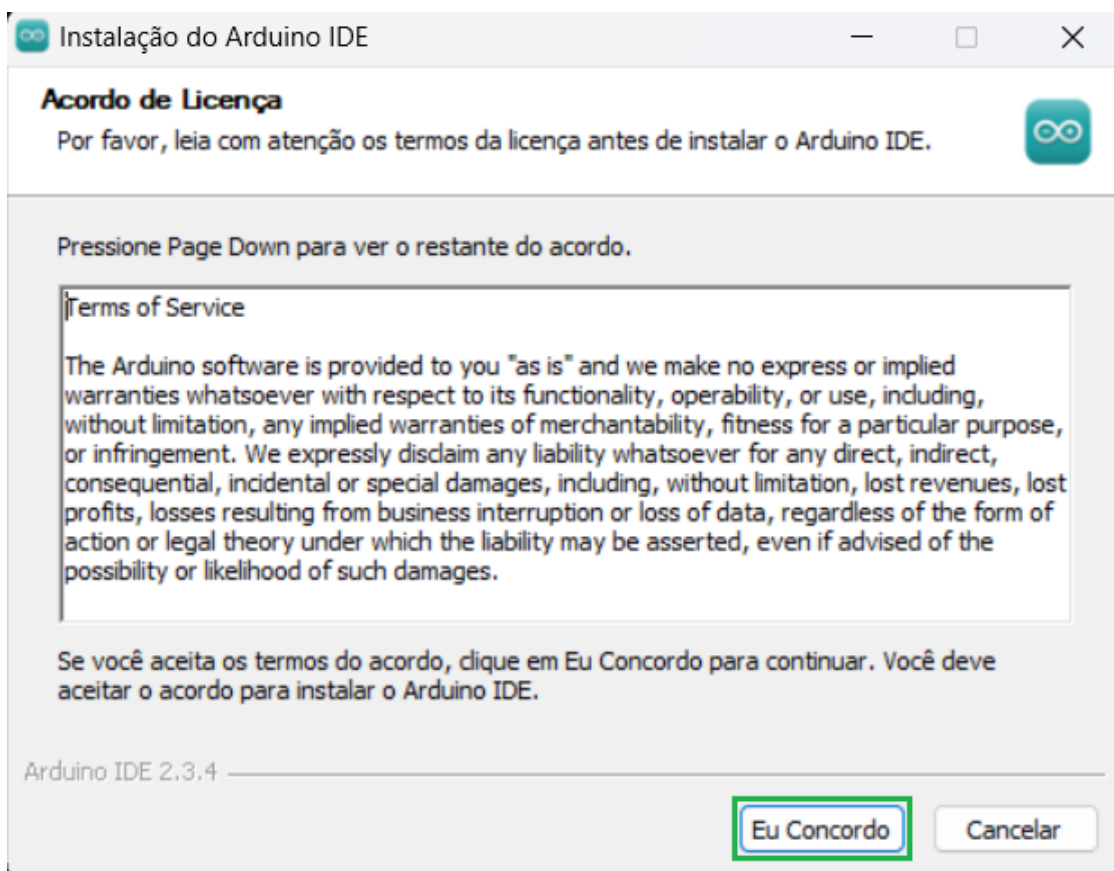 Instalação do Arduino IDE
Acordo de Licença
Por favor, leia com atenção os termos da licença antes de instalar o Arduino IDE.
Pressione Page Down para ver o restante do acordo.
Terms of Service
The Arduino software is provided to you "as is" and we make no express or implied
warranties whatsoever with respect to its functionality, operability, or use, including,
without limitation, any implied warranties of merchantability, fitness for a particular purpose,
or infringement. We expressly disclaim any liability whatsoever for any direct, indirect,
consequential, incidental or special damages, including, without limitation, lost revenues, lost
profits, losses resulting from business interruption or loss of data, regardless of the form of
action or legal theory under which the liability may be asserted, even if advised of the
possibility or likelihood of such damages.
Se você aceita os termos do acordo, clique em Eu Concordo para continuar. Você deve
aceitar o acordo para instalar o Arduino IDE.
Arduino IDE 2.3.4
Eu Concordo
Cancelar